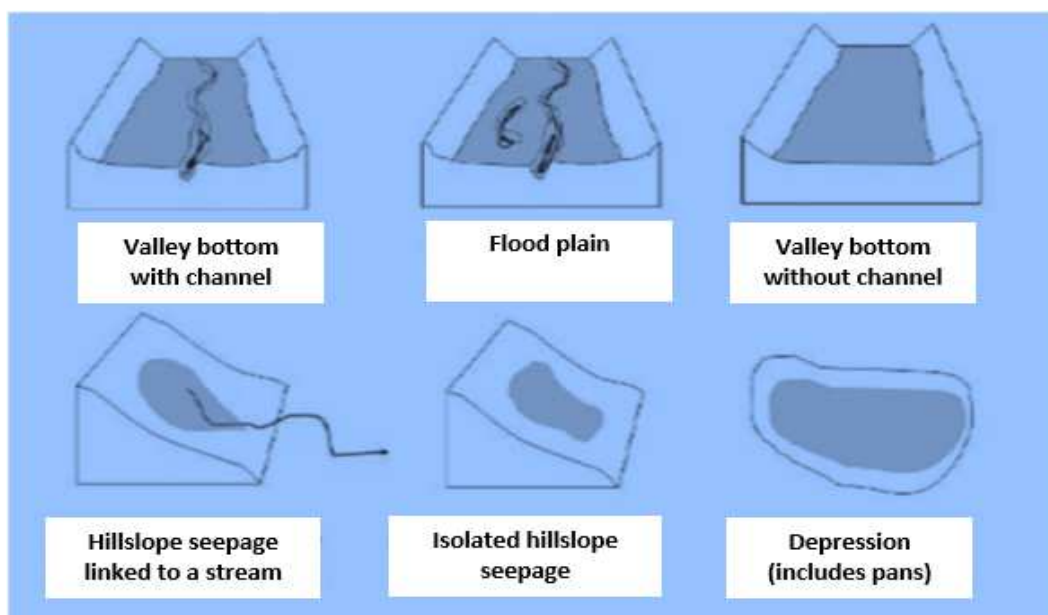 Valley bottom
with channel
Flood plain
Valley bottom
without channel
Hillslope seepage
linked to a stream
Isolated hillslope
seepage
Depression
(includes pans)